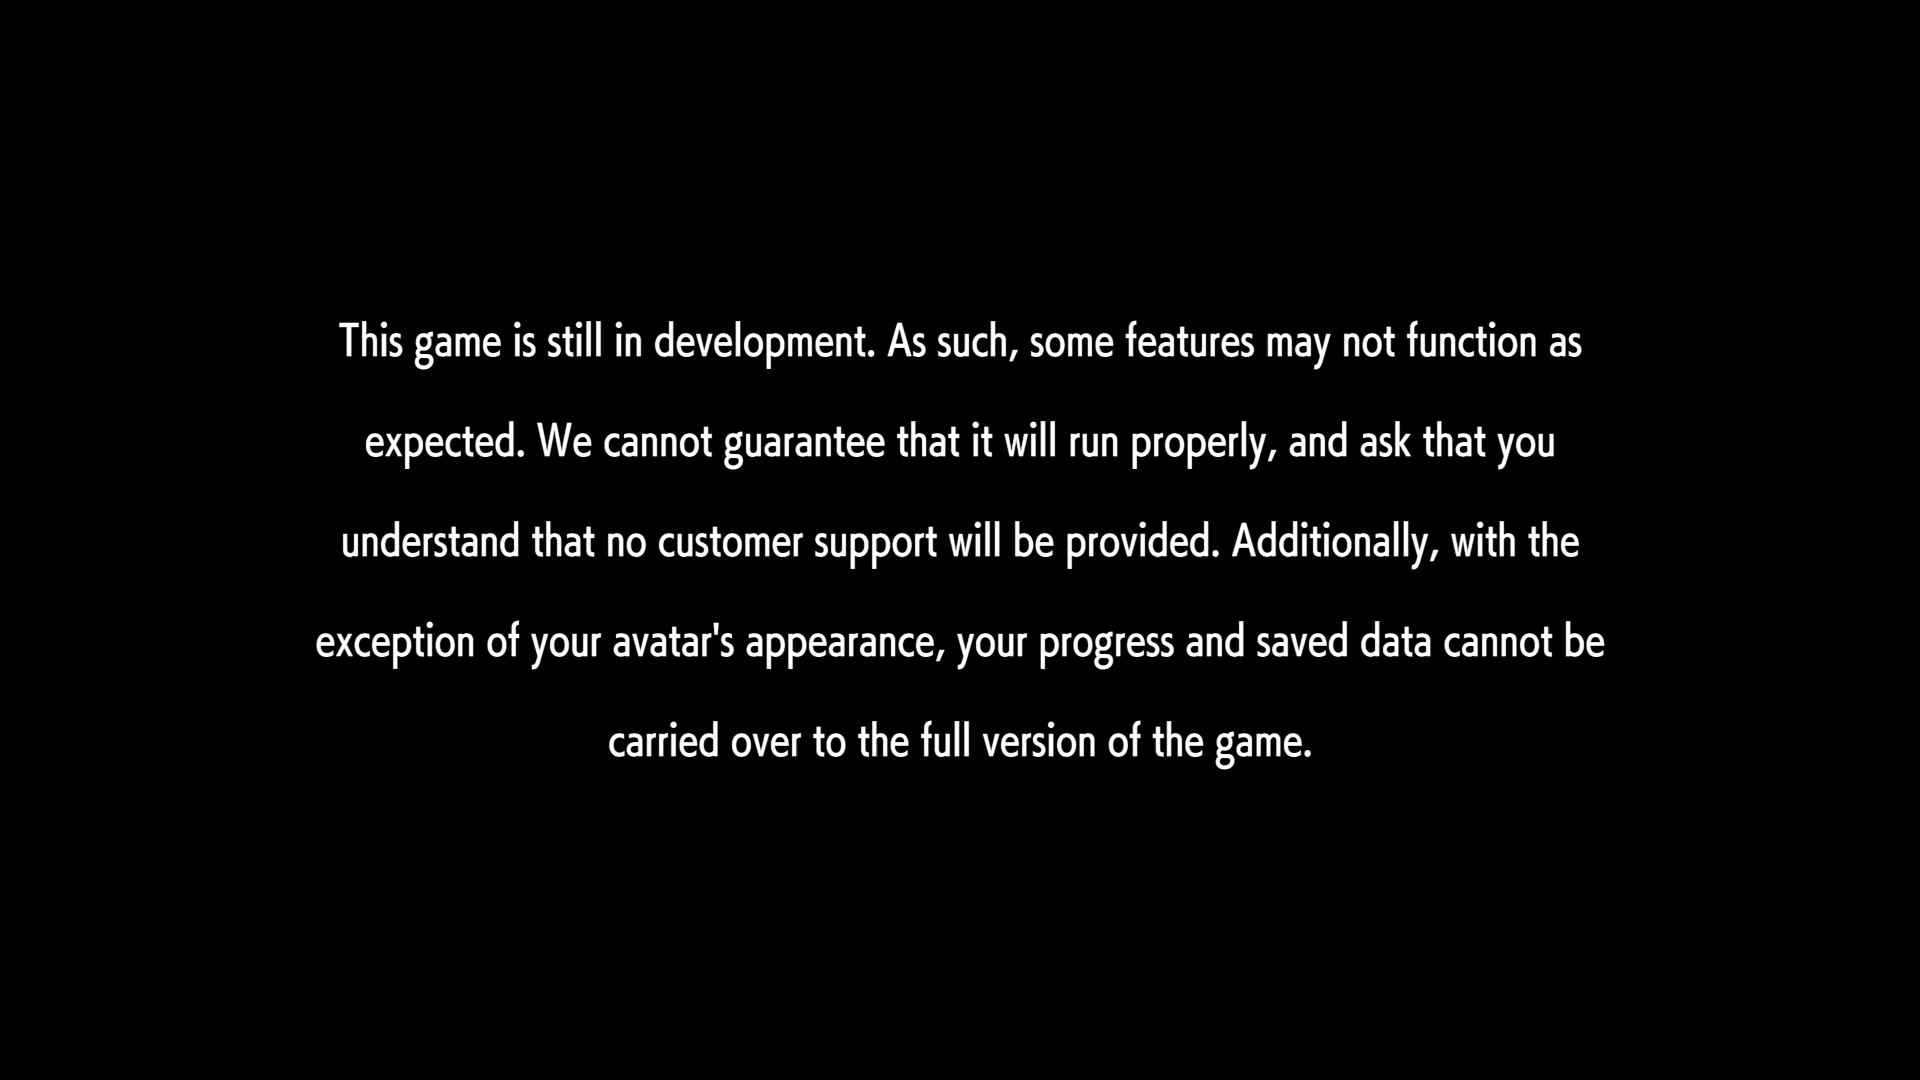 This game is still in development. As such, some features may not function as
expected. We cannot guarantee that it will run properly, and ask that you
understand that no customer support will be provided. Additionally, with the
exception of your avatar's appearance, your progress and saved data cannot be
carried over to the full version of the game.